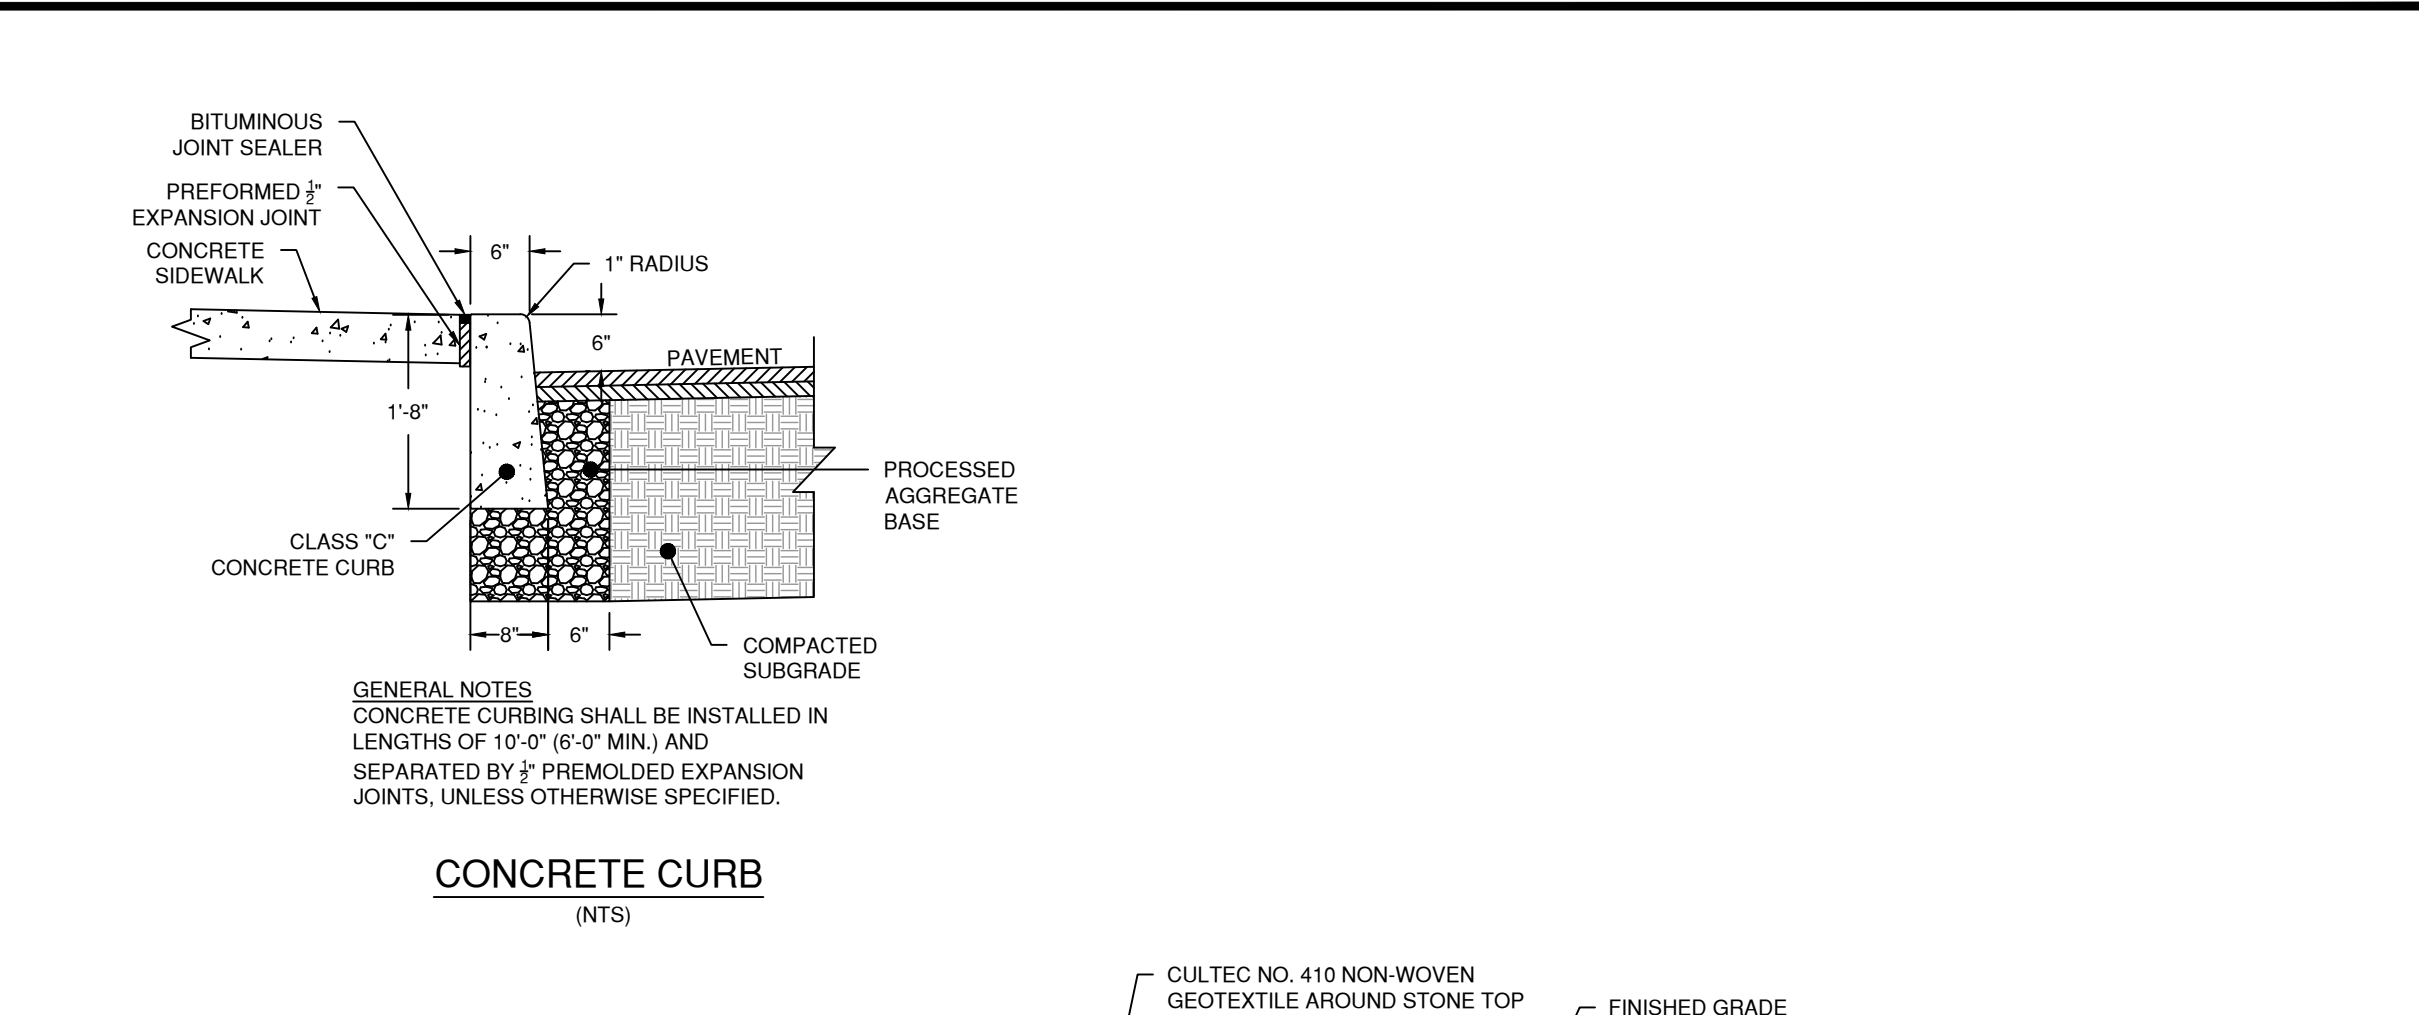 BITUMINOUS
JOINT SEALER
PREFORMED ½"
EXPANSION JOINT
CONCRETE
SIDEWALK
6"
1" RADIUS
6"
PAVEMENT
1'-8"
PROCESSED
AGGREGATE
BASE
CLASS "C"
CONCRETE CURB
8"
6"
COMPACTED
SUBGRADE
GENERAL NOTES
CONCRETE CURBING SHALL BE INSTALLED IN
LENGTHS OF 10'-0" (6'-0" MIN.) AND
SEPARATED BY ½" PREMOLDED EXPANSION
JOINTS, UNLESS OTHERWISE SPECIFIED.
CONCRETE CURB
(NTS)
CULTEC NO. 410 NON-WOVEN
GEOTEXTILE AROUND STONE TOP
FINISHED GRADE